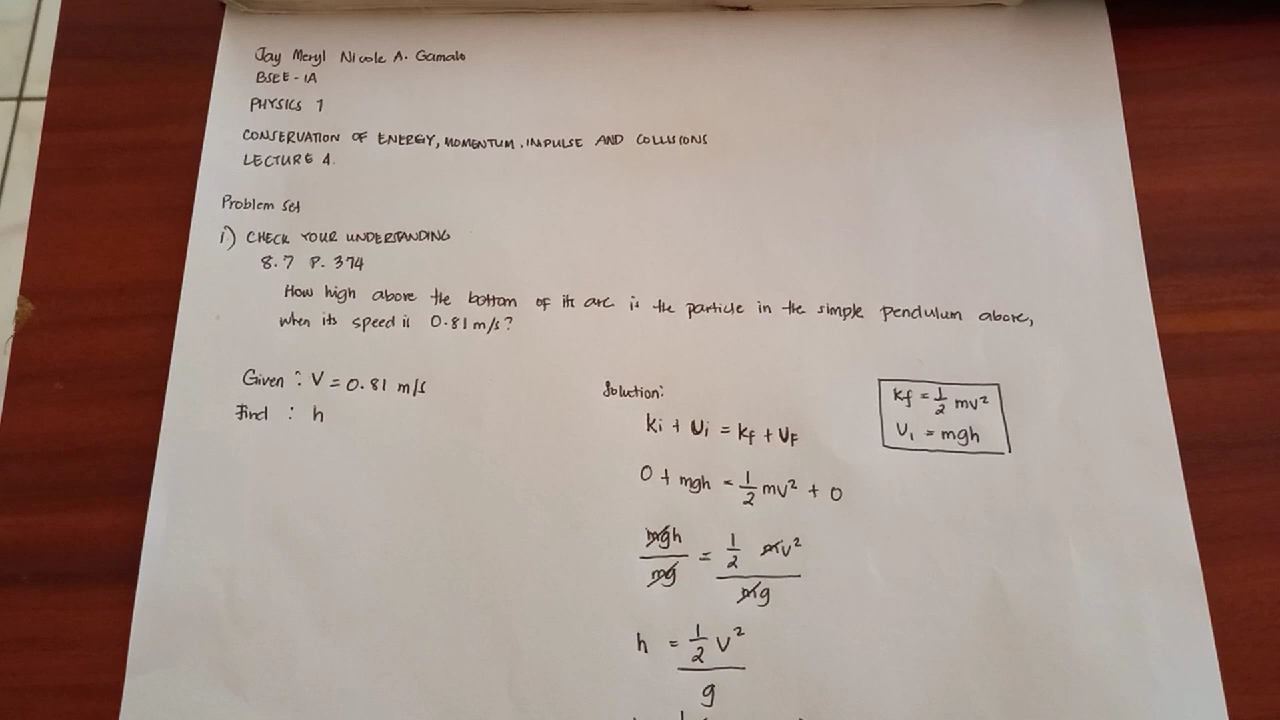 Jay Meryl Nicole A. Gamalo
BSEE - 1A
PHYSICS 1
CONSERVATION OF ENERGY, MOMENTUM, IMPULSE AND COLLISIONS
LECTURE 4.
Problem Set
1) CHECK YOUR UNDERSTANDING
8.7 P. 374
How high above the bottom of its arc is the particle in the simple pendulum above,
when its speed is 0.81 m/s?
Given : V = 0.81 m/s
Find : h
Solution:
Ki + Ui = Kf + UF
0 + mgh = 1/2 mv² + 0
mgh/mg = 1/2 mv²/mg
h = 1/2 v²/g
Kf = 1/2 mv²
U₁ = mgh